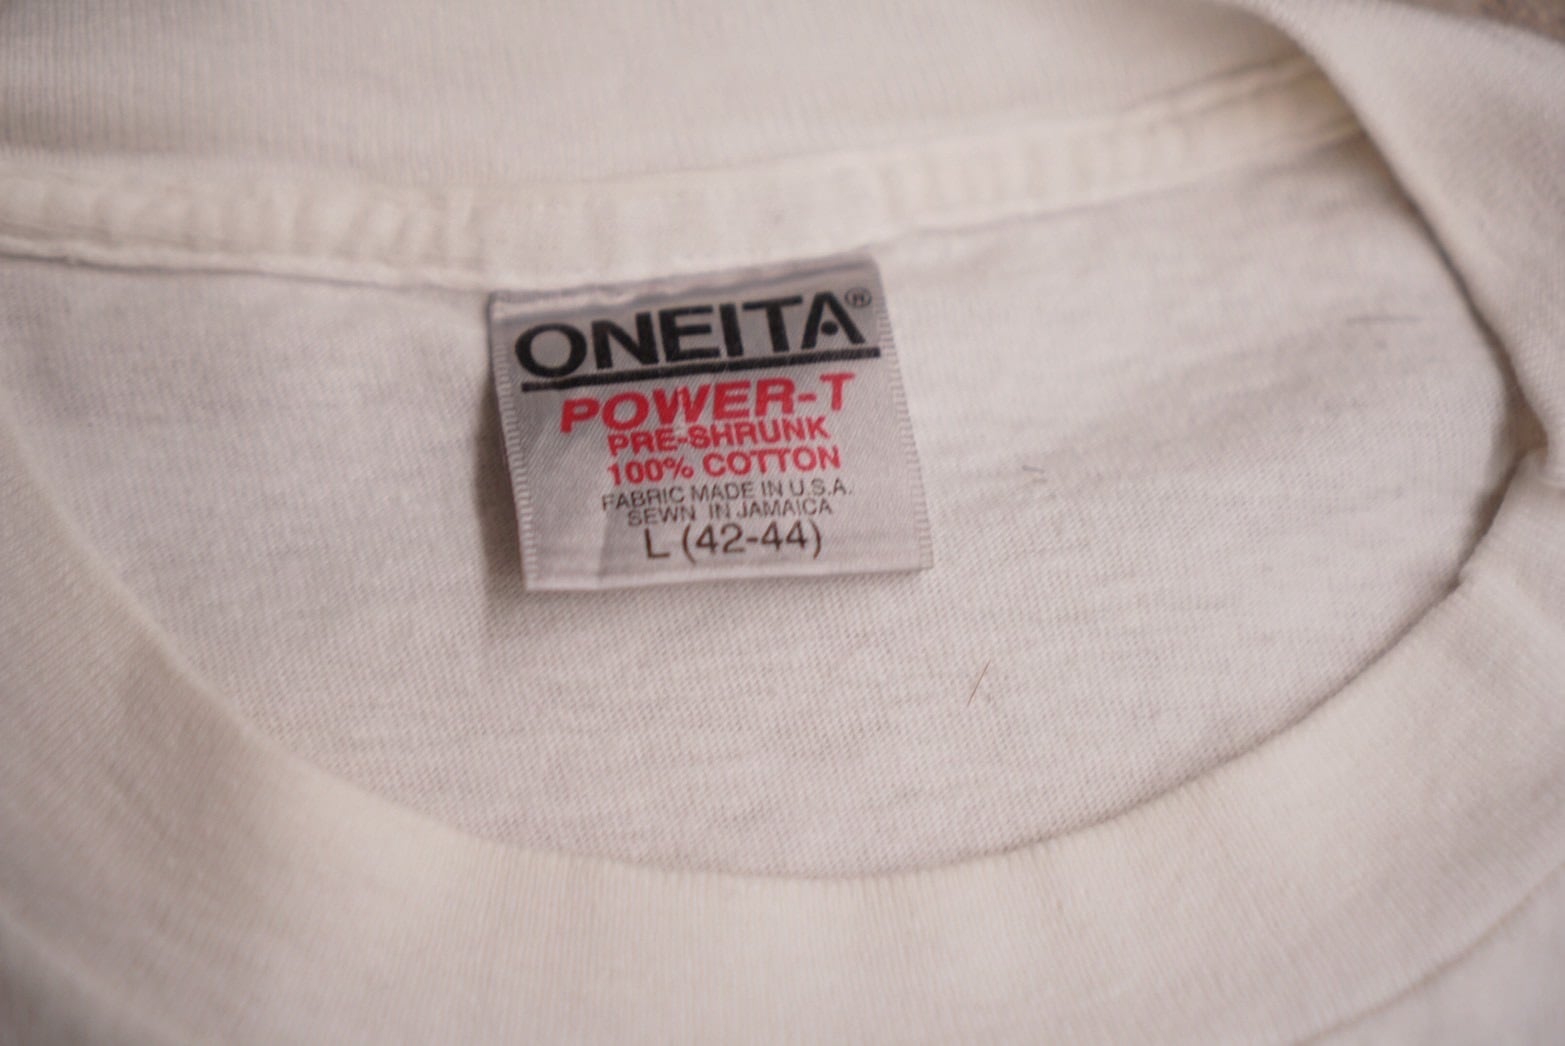 ONEITA®
POWER-T
PRE-SHRUNK
100% COTTON
FABRIC MADE IN U.S.A.
SEWN IN JAMAICA
L (42-44)